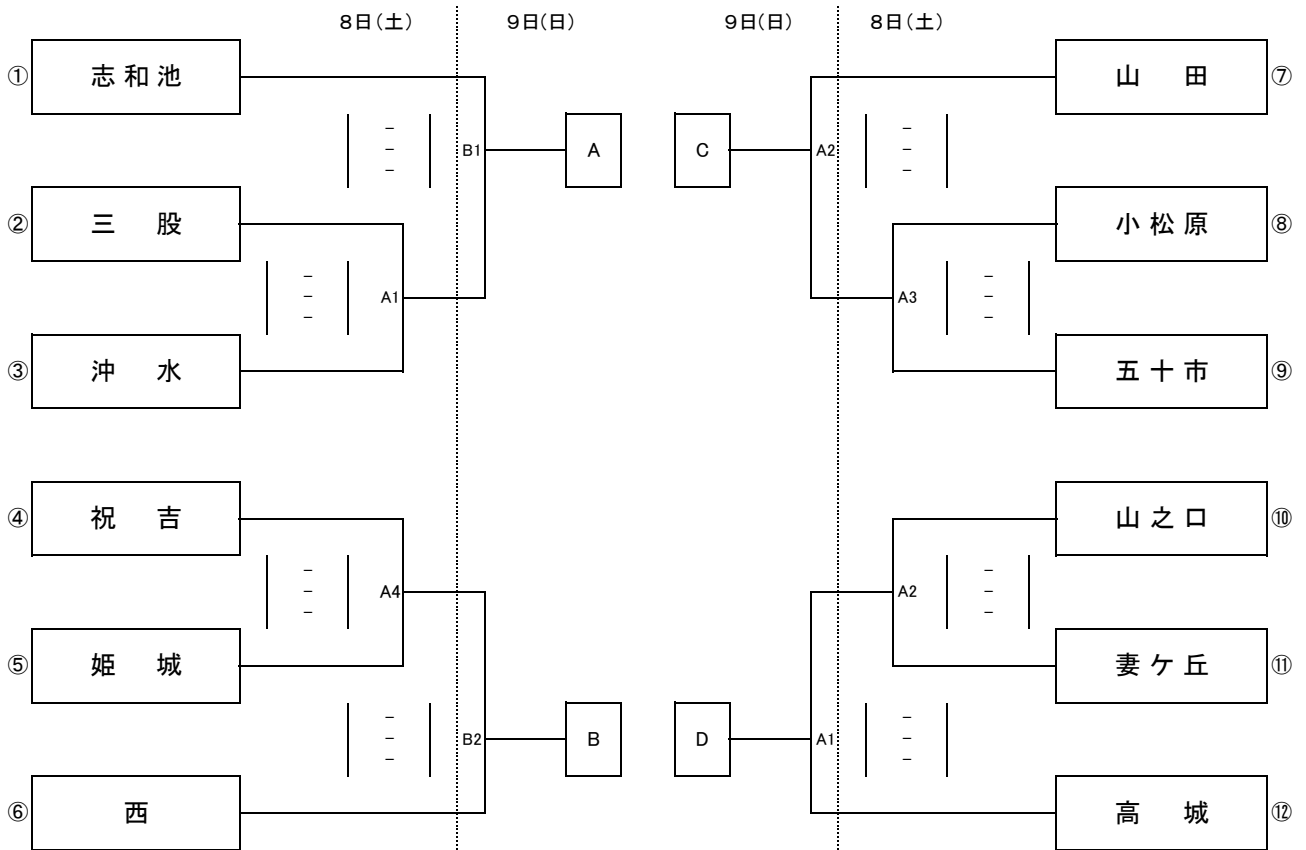 8日(土) 9日(日) 9日(日) 8日(土)
① 志和池
山田 ⑦
B1 A
C A2
② 三股
小松原 ⑧
A1
A3
③ 沖水
五十市 ⑨
④ 祝吉
山之口 ⑩
A4
A2
⑤ 姫城
妻ケ丘 ⑪
B2 B
D A1
⑥ 西
高城 ⑫